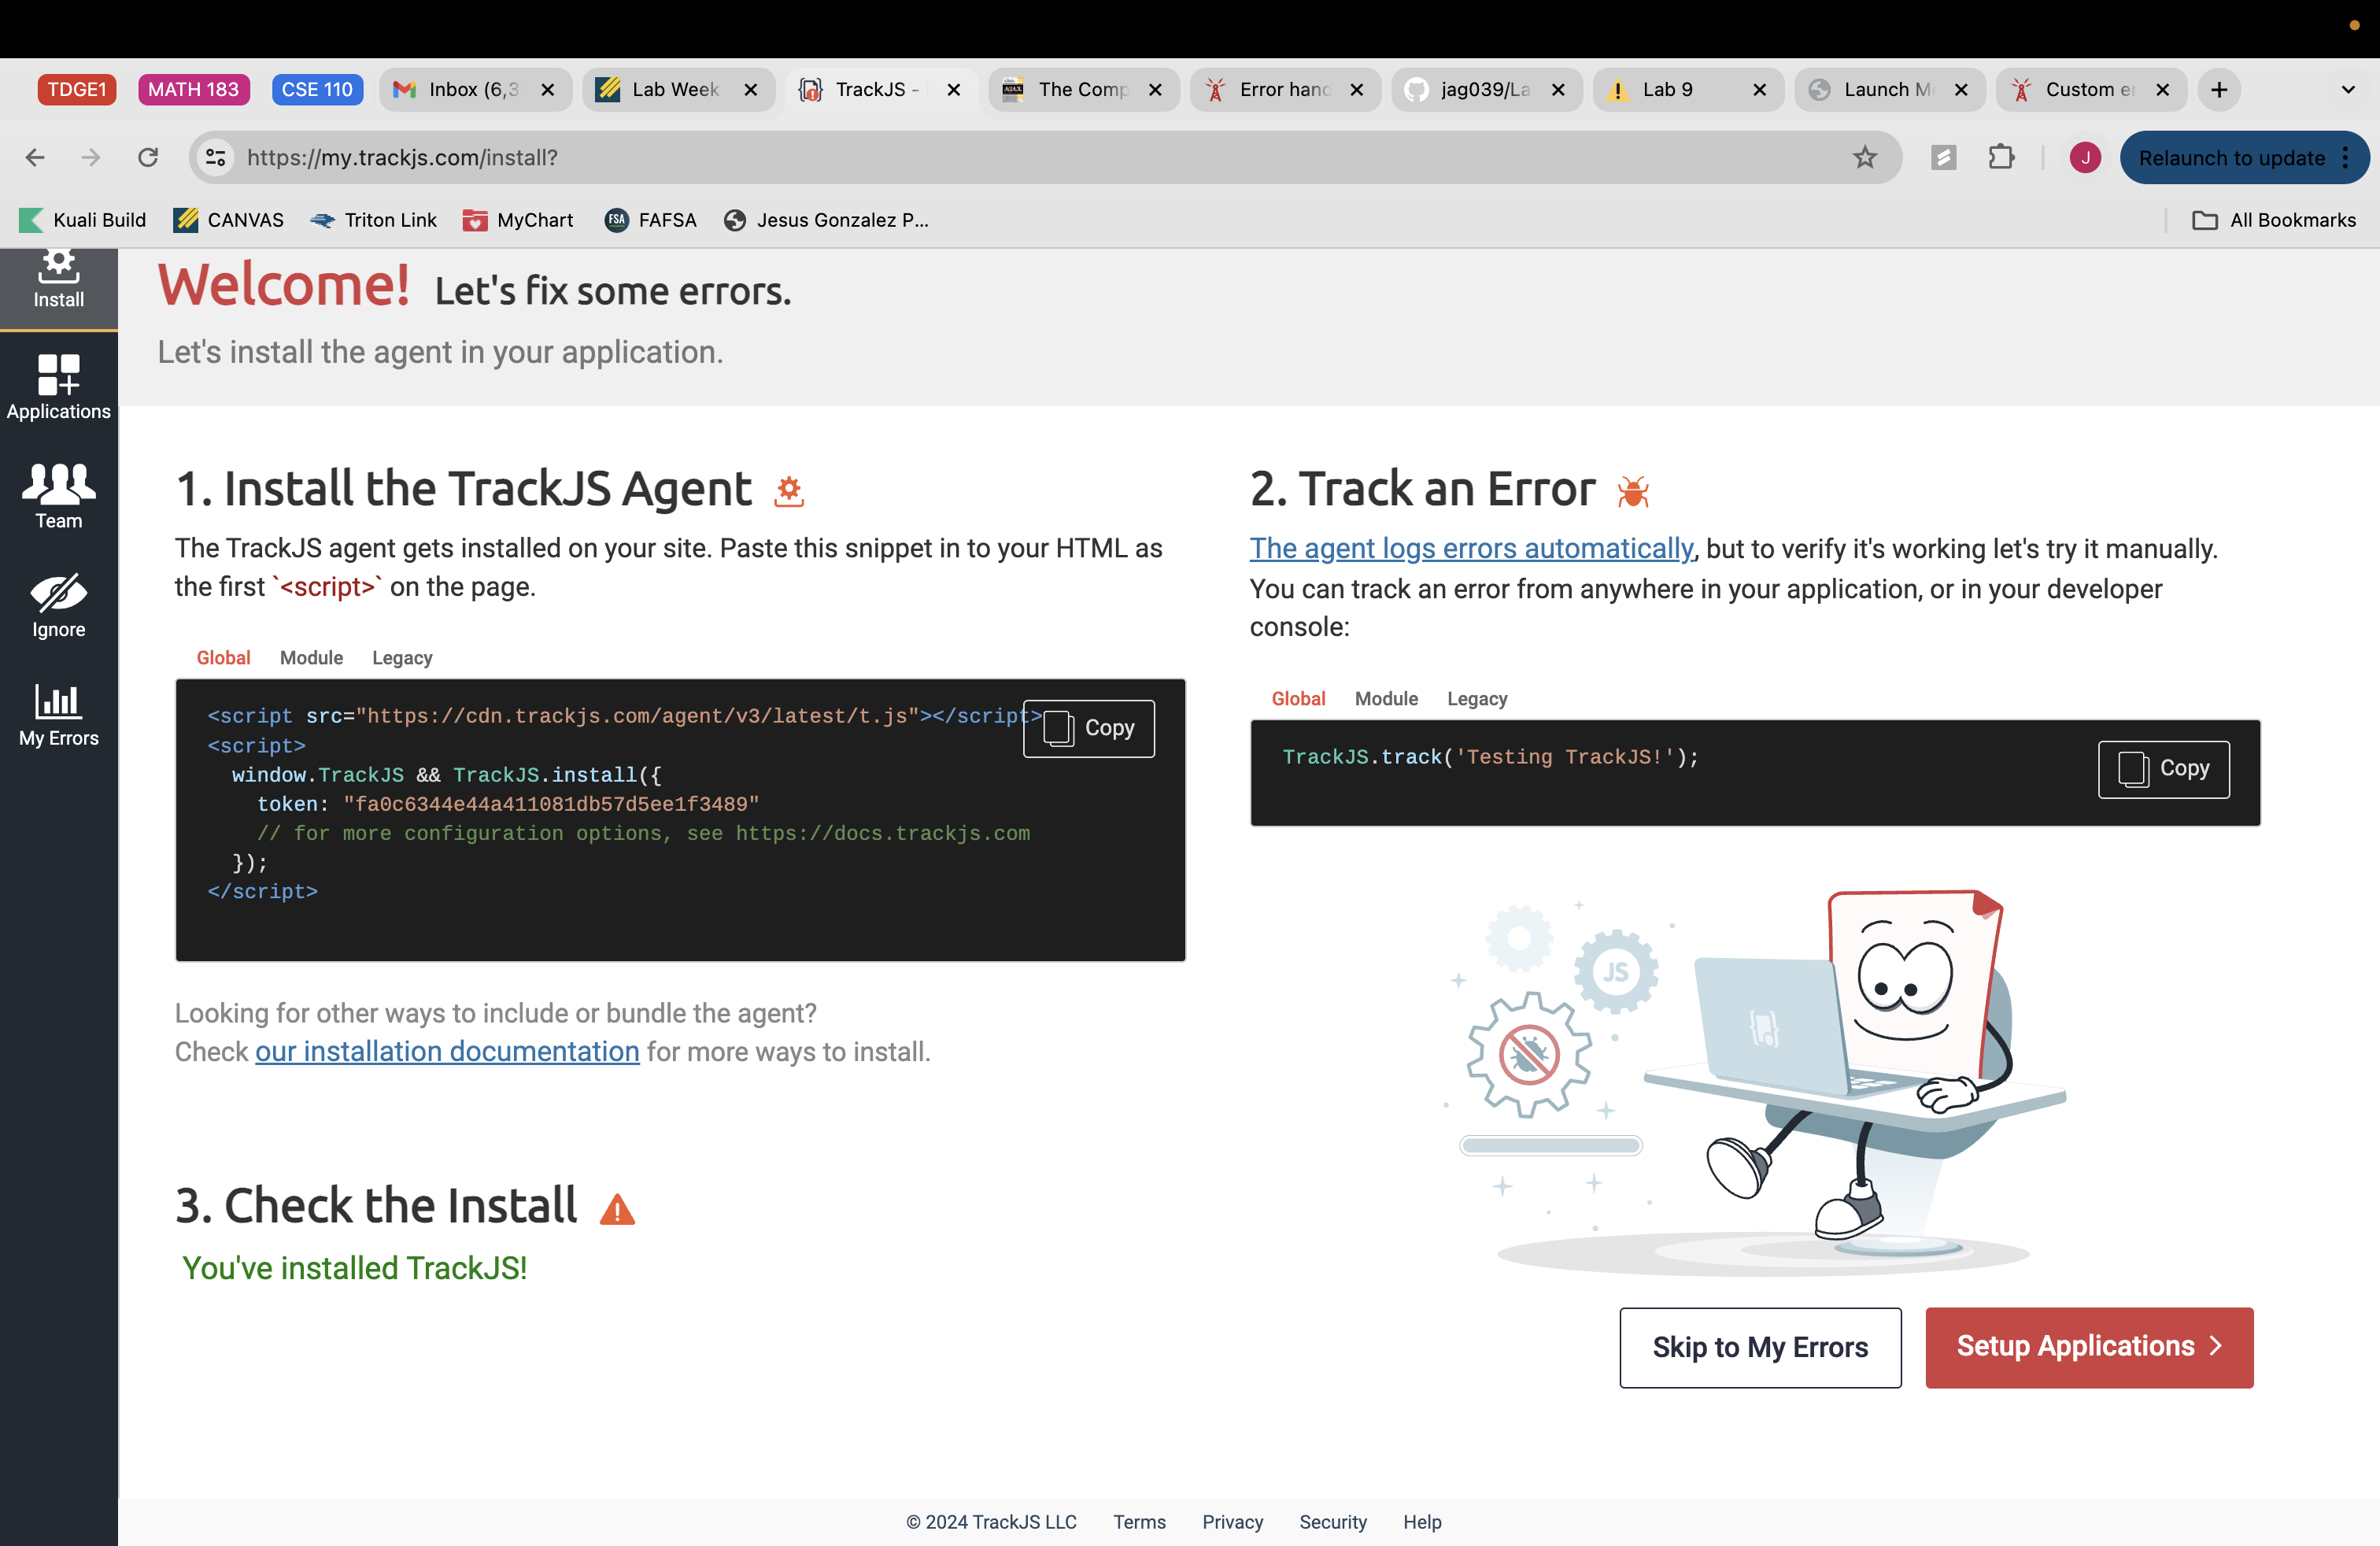 TDGE1 MATH 183 CSE 110 Inbox (6,3 Lab Week TrackJS - The Comp Error hand jag039/La Lab 9 Launch M Custom er
https://my.trackjs.com/install? J Relaunch to update
Kuali Build CANVAS Triton Link MyChart FSA FAFSA Jesus Gonzalez P... All Bookmarks
Install
Applications
Team
Ignore
My Errors
Welcome! Let's fix some errors.
Let's install the agent in your application.
1. Install the TrackJS Agent
The TrackJS agent gets installed on your site. Paste this snippet in to your HTML as
the first `<script>` on the page.
Global Module Legacy
<script src="https://cdn.trackjs.com/agent/v3/latest/t.js"></script>
Copy
<script>
window.TrackJS && TrackJS.install({
token: "fa0c6344e44a411081db57d5ee1f3489"
// for more configuration options, see https://docs.trackjs.com
});
</script>
Looking for other ways to include or bundle the agent?
Check our installation documentation for more ways to install.
2. Track an Error
The agent logs errors automatically, but to verify it's working let's try it manually.
You can track an error from anywhere in your application, or in your developer
console:
Global Module Legacy
TrackJS.track('Testing TrackJS!');
Copy
JS
3. Check the Install
You've installed TrackJS!
Skip to My Errors Setup Applications
© 2024 TrackJS LLC Terms Privacy Security Help